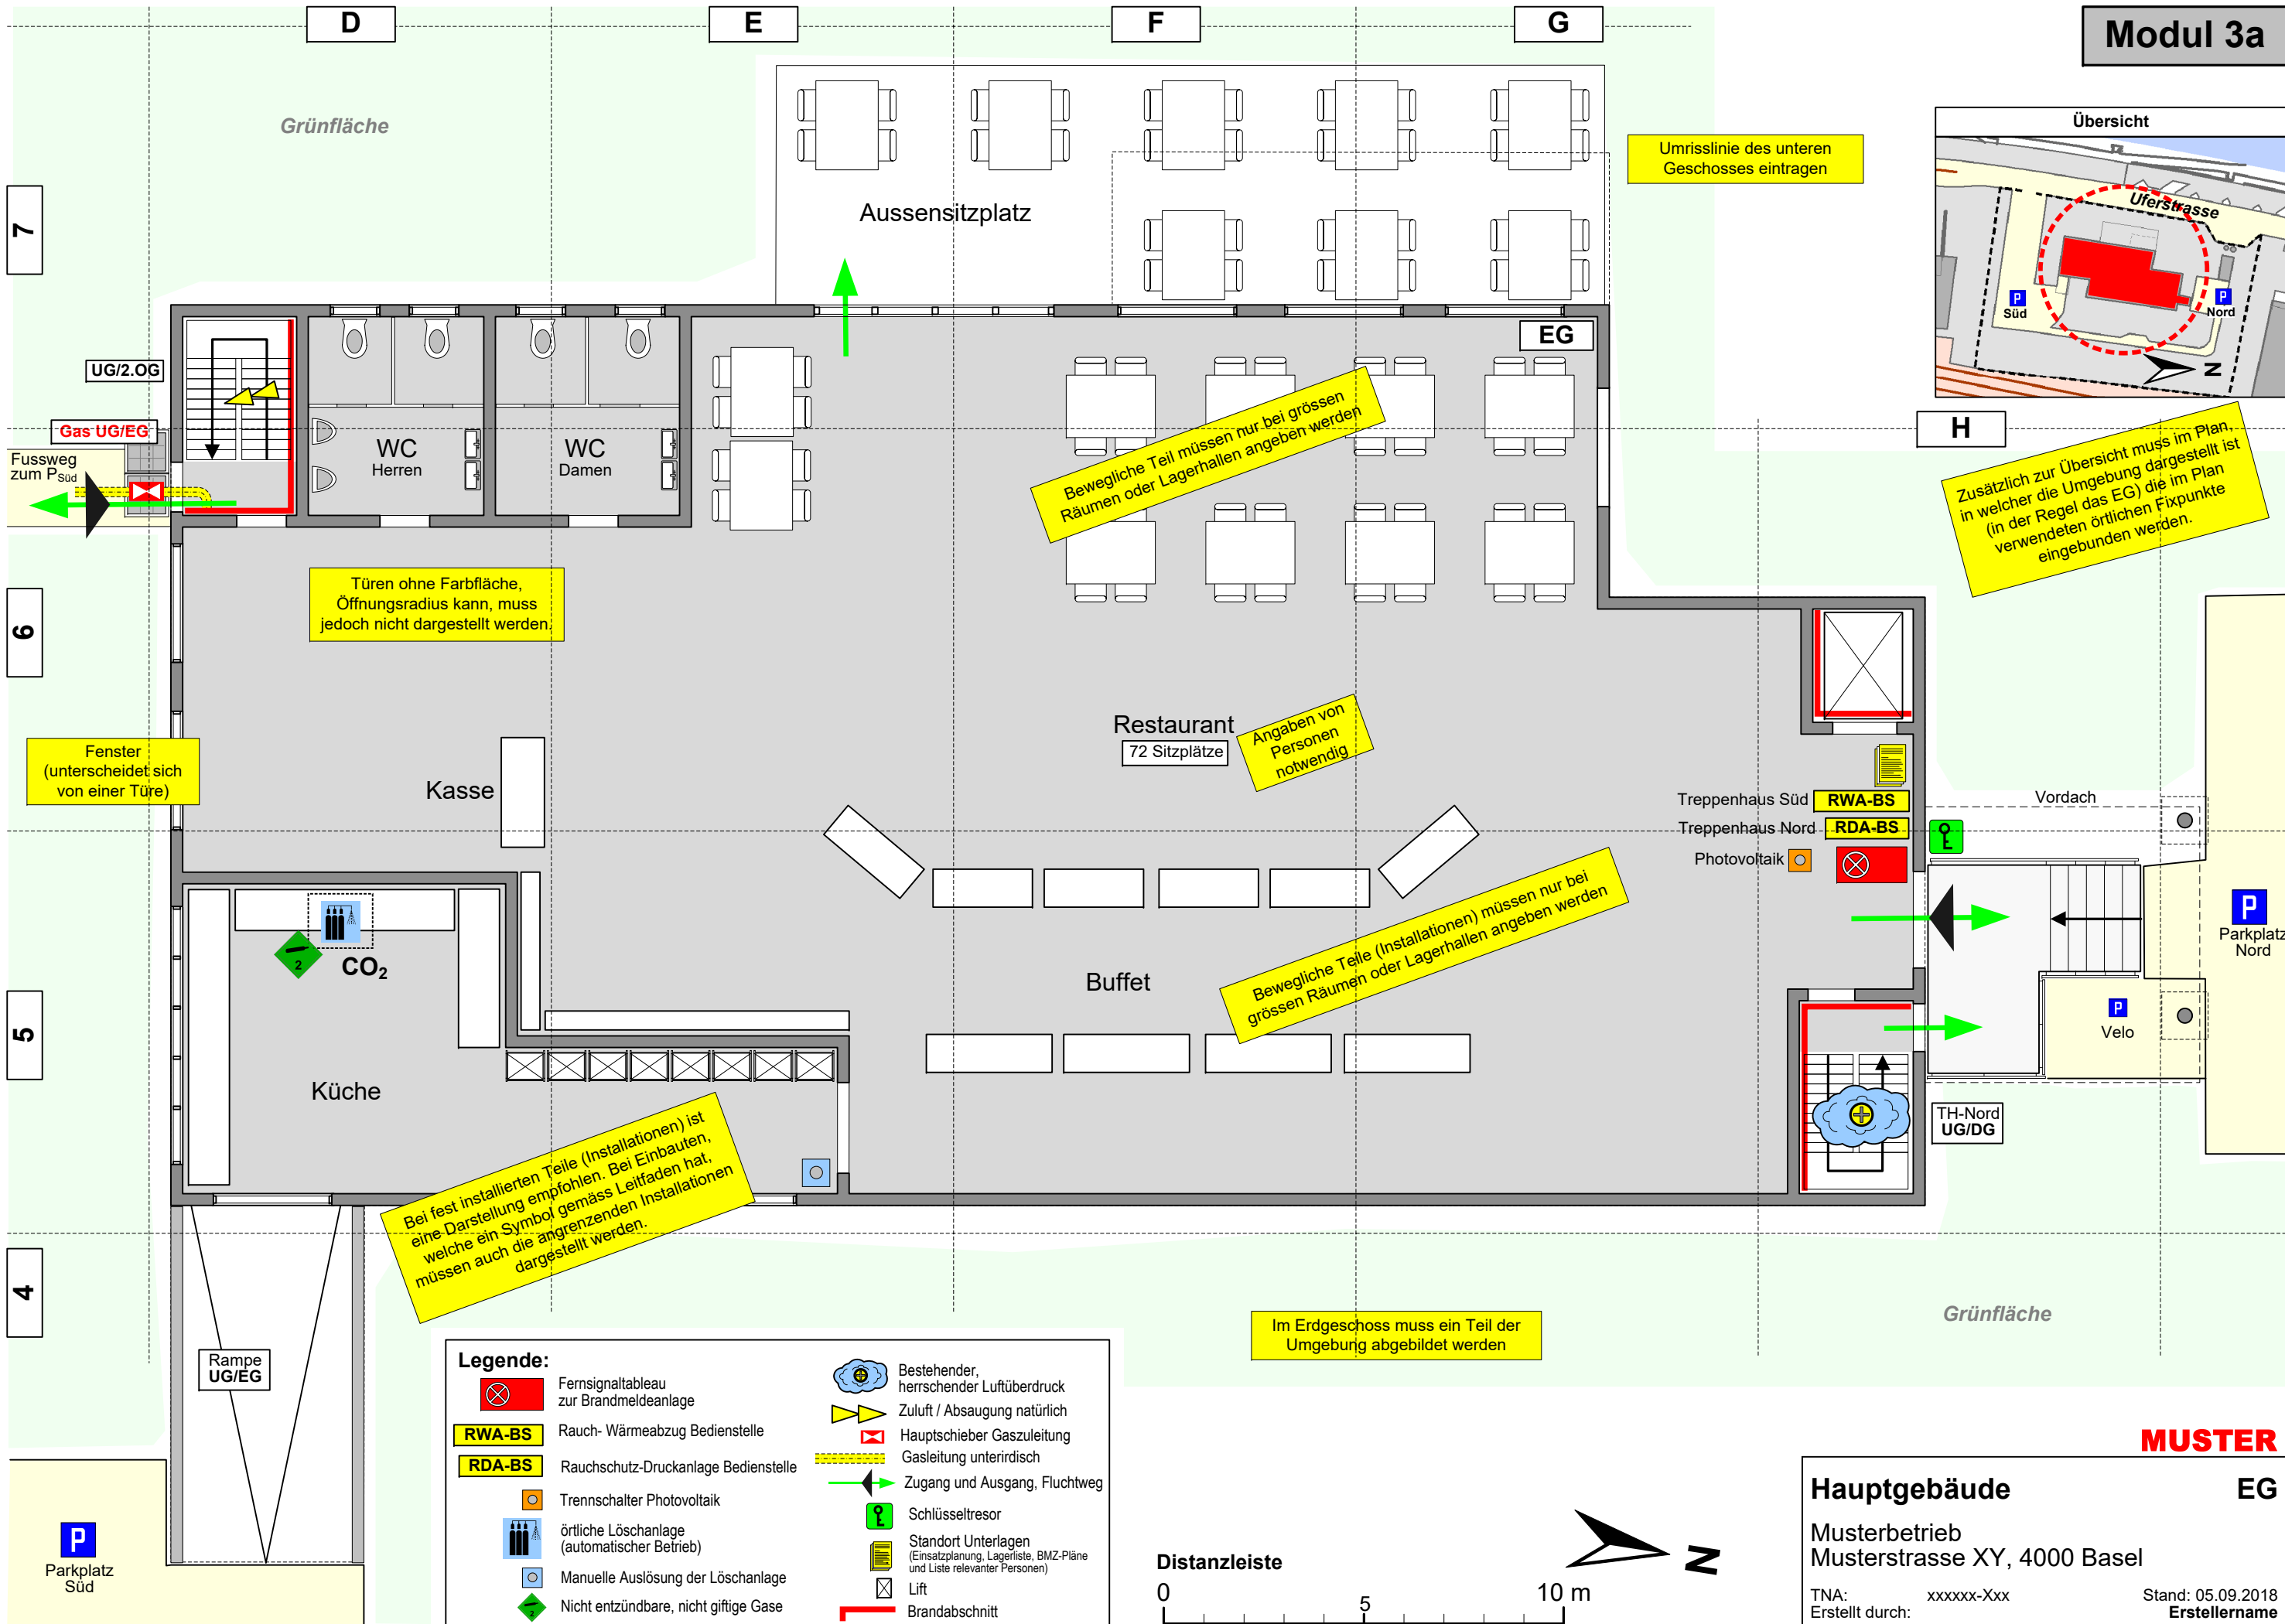 D
E
F
G
Modul 3a
Grünfläche
Übersicht
Umrisslinie des unteren
Geschosses eintragen
Uferstrasse
P
Süd
P
Nord
N
7
Aussensitzplatz
EG
UG/2.OG
Gas UG/EG
Fussweg
zum PSüd
WC
Herren
WC
Damen
Bewegliche Teil müssen nur bei grössen
Räumen oder Lagerhallen angeben werden
H
Zusätzlich zur Übersicht muss im Plan,
in welcher die Umgebung dargestellt ist
(in der Regel das EG) die im Plan
verwendeten örtlichen Fixpunkte
eingebunden werden.
6
Türen ohne Farbfläche,
Öffnungsradius kann, muss
jedoch nicht dargestellt werden.
Restaurant
72 Sitzplätze
Angaben von
Personen
notwendig
Fenster
(unterscheidet sich
von einer Türe)
Kasse
Treppenhaus Süd
RWA-BS
Treppenhaus Nord
RDA-BS
Photovoltaik
Vordach
P
Parkplatz
Nord
2
CO₂
Buffet
Bewegliche Teile (Installationen) müssen nur bei
grössen Räumen oder Lagerhallen angeben werden
5
P
Velo
Küche
TH-Nord
UG/DG
Bei fest installierten Teile (Installationen) ist
eine Darstellung empfohlen. Bei Einbauten,
welche ein Symbol gemäss Leitfaden hat,
müssen auch die angrenzenden Installationen
dargestellt werden.
4
Rampe
UG/EG
Im Erdgeschoss muss ein Teil der
Umgebung abgebildet werden
Grünfläche
P
Parkplatz
Süd
Legende:
Fernsignaltableau
zur Brandmeldeanlage
RWA-BS
Rauch- Wärmeabzug Bedienstelle
RDA-BS
Rauchschutz-Druckanlage Bedienstelle
Trennschalter Photovoltaik
örtliche Löschanlage
(automatischer Betrieb)
Manuelle Auslösung der Löschanlage
2
Nicht entzündbare, nicht giftige Gase
Bestehender,
herrschender Luftüberdruck
Zuluft / Absaugung natürlich
Hauptschieber Gaszuleitung
Gasleitung unterirdisch
Zugang und Ausgang, Fluchtweg
Schlüsseltresor
Standort Unterlagen
(Einsatzplanung, Lagerliste, BMZ-Pläne
und Liste relevanter Personen)
Lift
Brandabschnitt
Distanzleiste
0
5
10 m
N
MUSTER
Hauptgebäude EG
Musterbetrieb
Musterstrasse XY, 4000 Basel
TNA: xxxxxx-Xxx Stand: 05.09.2018
Erstellt durch: Erstellername